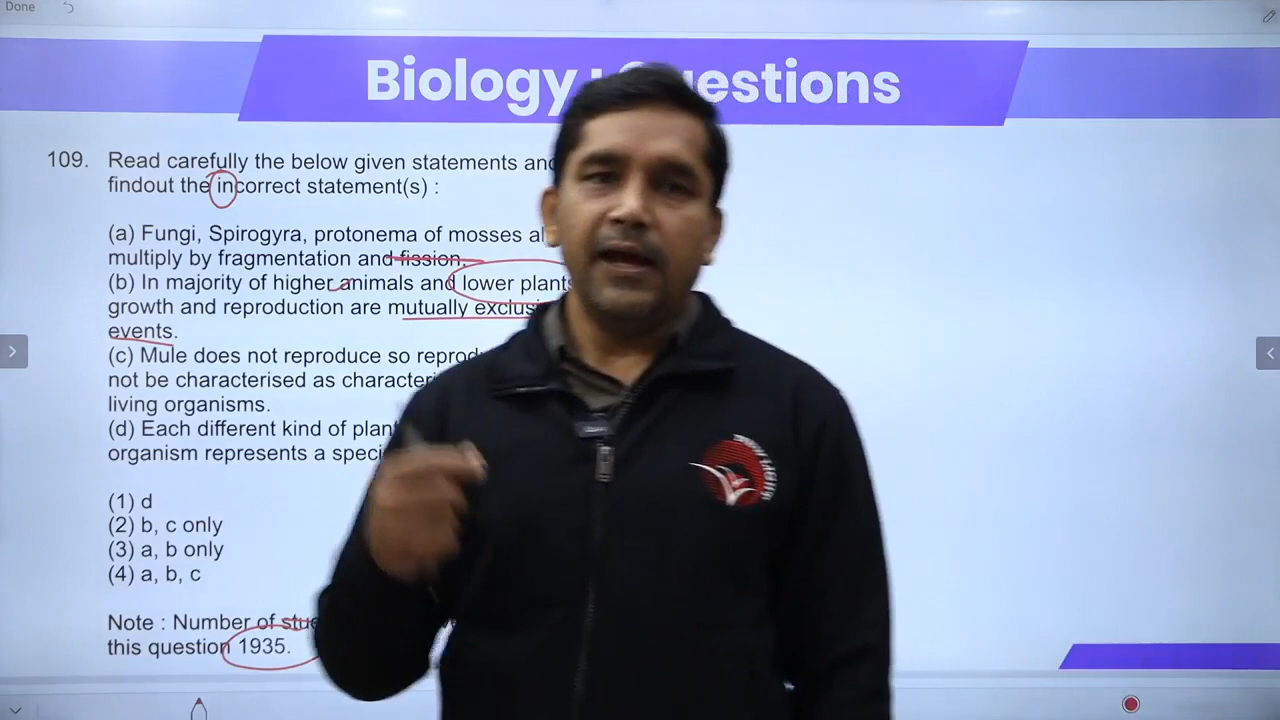 Done
Biology : Questions
109. Read carefully the below given statements and
findout the incorrect statement(s) :
(a) Fungi, Spirogyra, protonema of mosses al
multiply by fragmentation and fission.
(b) In majority of higher animals and lower plants
growth and reproduction are mutually exclusi
events.
(c) Mule does not reproduce so reprod
not be characterised as characteri
living organisms.
(d) Each different kind of plant
organism represents a speci
(1) d
(2) b, c only
(3) a, b only
(4) a, b, c
Note : Number of stu
this question 1935.